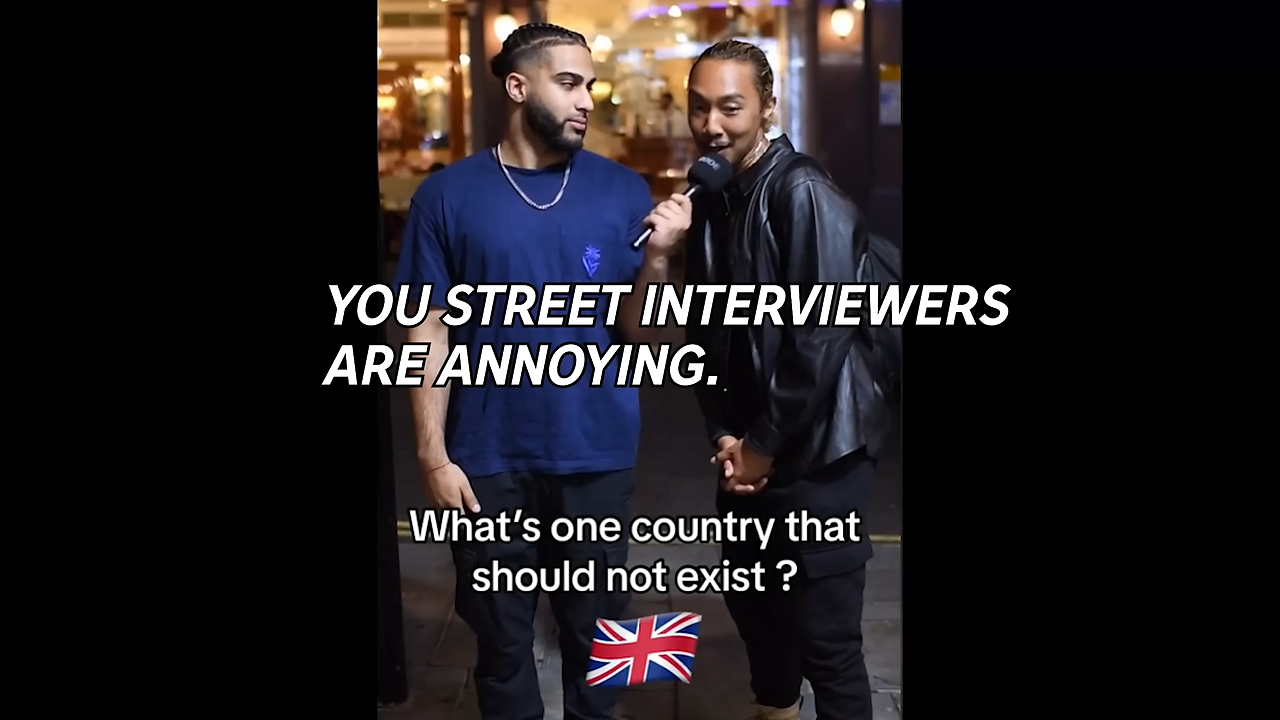 YOU STREET INTERVIEWERS
ARE ANNOYING.
What's one country that
should not exist ?